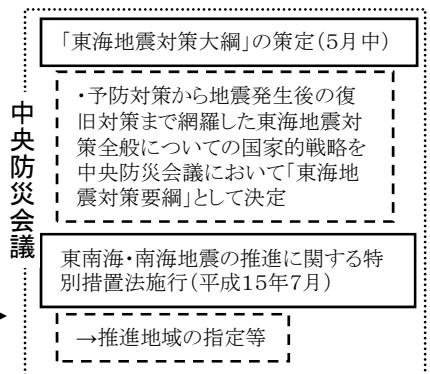 中央防災会議
「東海地震対策大綱」の策定(5月中)
・予防対策から地震発生後の復
旧対策まで網羅した東海地震対
策全般についての国家的戦略を
中央防災会議において「東海地
震対策要綱」として決定
東南海・南海地震の推進に関する特
別措置法施行(平成15年7月)
→推進地域の指定等